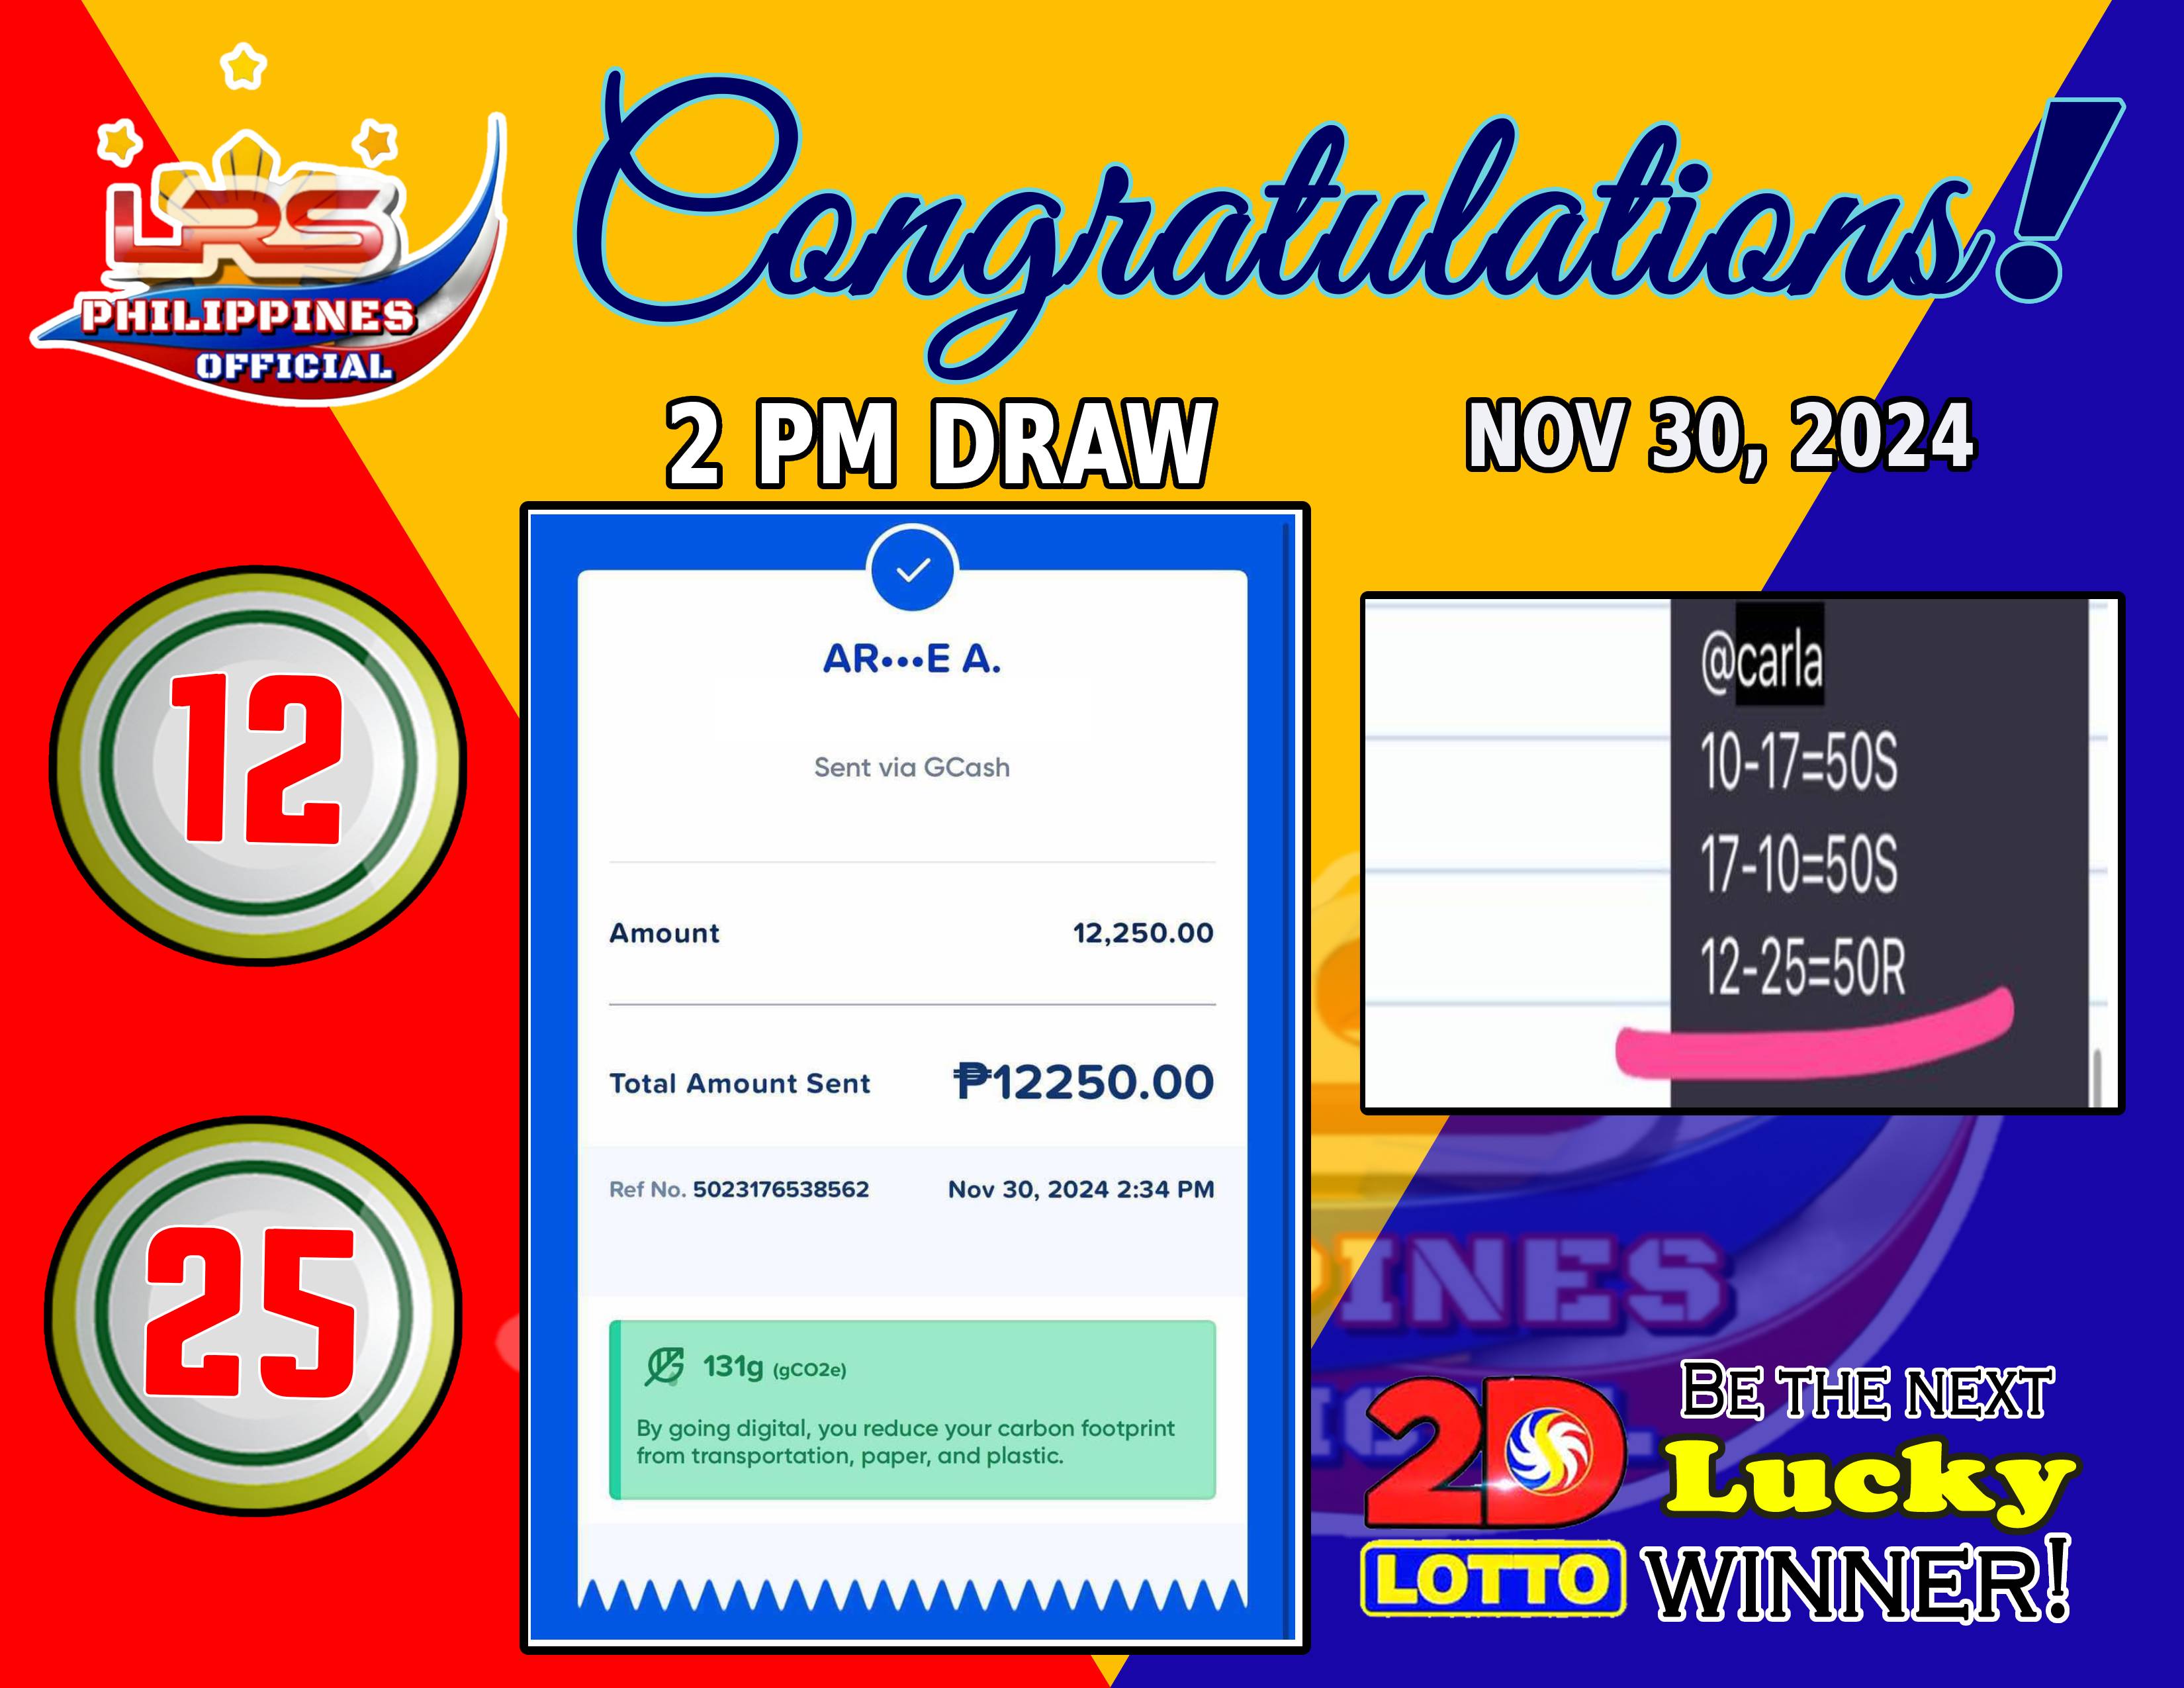 LRS
PHILIPPINES
OFFICIAL
Congratulations!
2 PM DRAW
NOV 30, 2024
12
25
AR•••E A.
Sent via GCash
Amount 12,250.00
Total Amount Sent ₱12250.00
Ref No. 5023176538562 Nov 30, 2024 2:34 PM
131g (gCO2e)
By going digital, you reduce your carbon footprint
from transportation, paper, and plastic.
@carla
10-17=50S
17-10=50S
12-25=50R
PINES
2D
LOTTO
BE THE NEXT
Lucky
WINNER!